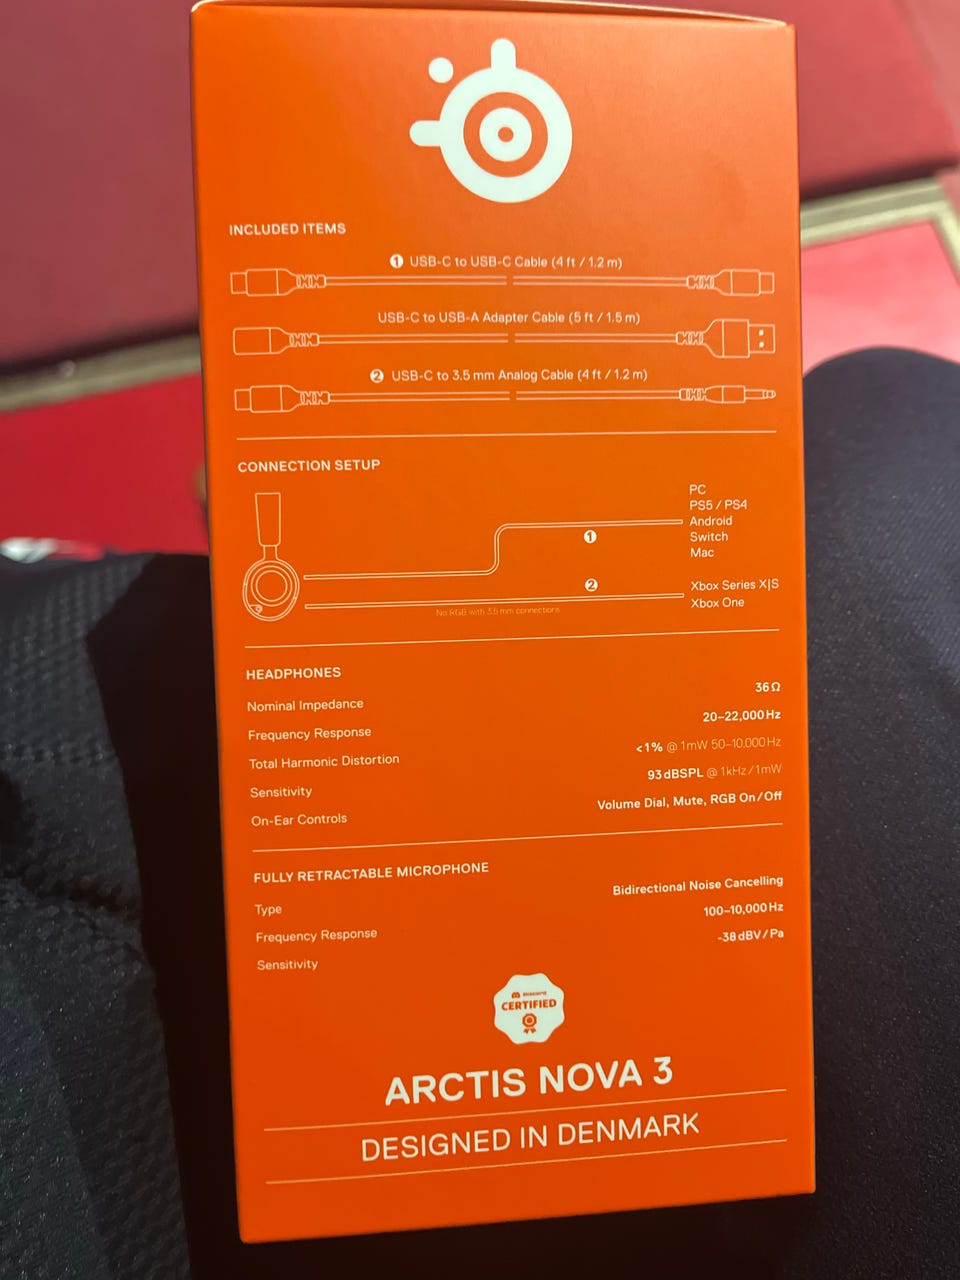 INCLUDED ITEMS
1 USB-C to USB-C Cable (4 ft / 1.2 m)
USB-C to USB-A Adapter Cable (5 ft / 1.5 m)
2 USB-C to 3.5 mm Analog Cable (4 ft / 1.2 m)
CONNECTION SETUP
PC
PS5 / PS4
Android
Switch
Mac
1
2
Xbox Series X|S
Xbox One
No RGB with 3.5 mm connections
HEADPHONES
Nominal Impedance 36 Ω
Frequency Response 20–22,000 Hz
Total Harmonic Distortion <1% @ 1mW 50–10,000 Hz
Sensitivity 93 dBSPL @ 1kHz / 1mW
On-Ear Controls Volume Dial, Mute, RGB On / Off
FULLY RETRACTABLE MICROPHONE
Type Bidirectional Noise Cancelling
Frequency Response 100–10,000 Hz
Sensitivity -38 dBV / Pa
Discord
CERTIFIED
ARCTIS NOVA 3
DESIGNED IN DENMARK